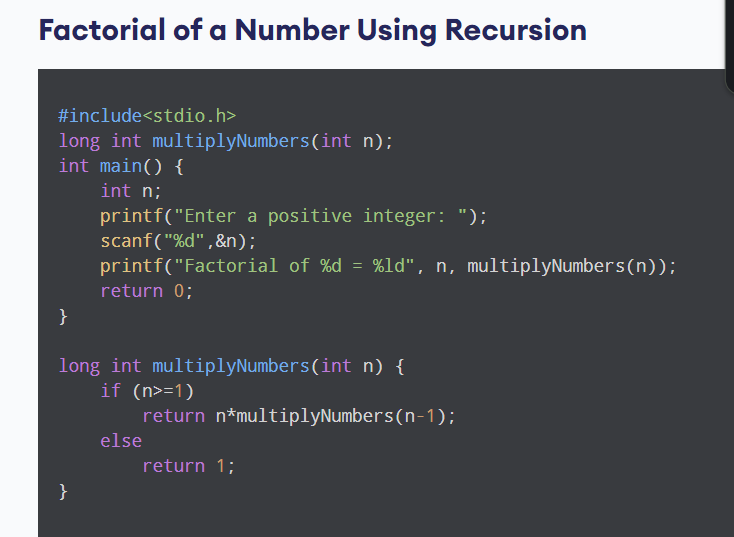 Factorial of a Number Using Recursion
#include<stdio.h>
long int multiplyNumbers(int n);
int main() {
    int n;
    printf("Enter a positive integer: ");
    scanf("%d",&n);
    printf("Factorial of %d = %ld", n, multiplyNumbers(n));
    return 0;
}

long int multiplyNumbers(int n) {
    if (n>=1)
        return n*multiplyNumbers(n-1);
    else
        return 1;
}